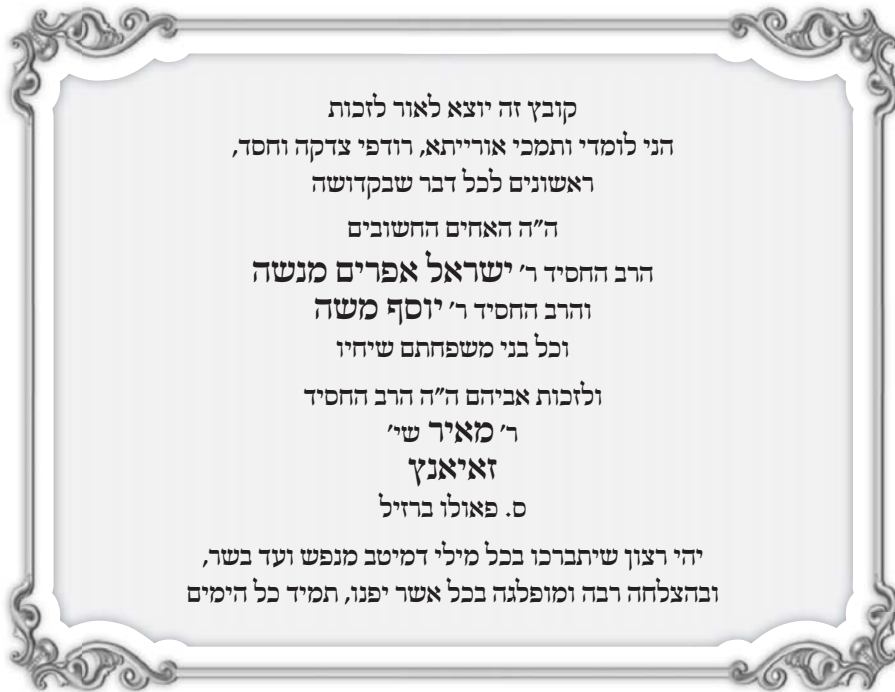 קובץ זה יוצא לאור לזכות
הני לומדי ותמכי אורייתא, רודפי צדקה וחסד,
ראשונים לכל דבר שבקדושה
ה״ה האחים החשובים
הרב החסיד ר׳ ישראל אפרים מנשה
והרב החסיד ר׳ יוסף משה
וכל בני משפחתם שיחיו
ולזכות אביהם ה״ה הרב החסיד
ר׳ מאיר שי׳
זאיאנץ
ס. פאולו ברזיל
יהי רצון שיתברכו בכל מילי דמיטב מנפש ועד בשר,
ובהצלחה רבה ומופלגה בכל אשר יפנו, תמיד כל הימים